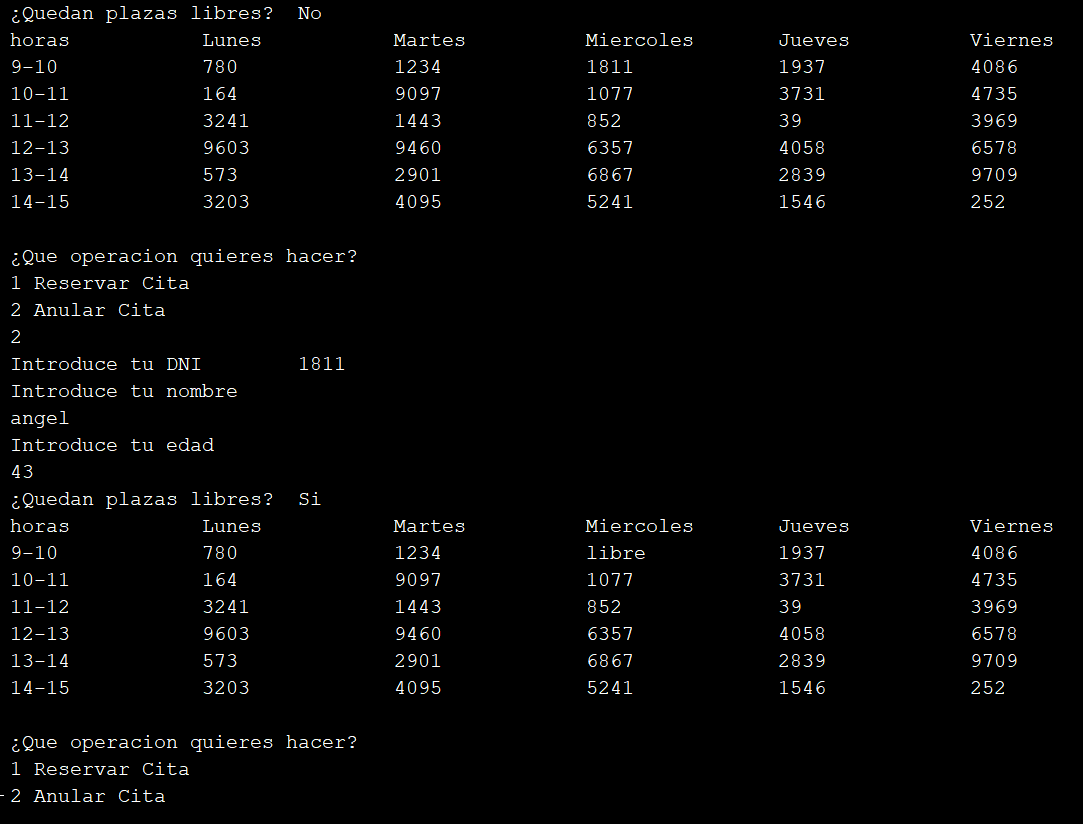 ¿Quedan plazas libres? No
horas Lunes Martes Miercoles Jueves Viernes
9-10 780 1234 1811 1937 4086
10-11 164 9097 1077 3731 4735
11-12 3241 1443 852 39 3969
12-13 9603 9460 6357 4058 6578
13-14 573 2901 6867 2839 9709
14-15 3203 4095 5241 1546 252
¿Que operacion quieres hacer?
1 Reservar Cita
2 Anular Cita
2
Introduce tu DNI 1811
Introduce tu nombre
angel
Introduce tu edad
43
¿Quedan plazas libres? Si
horas Lunes Martes Miercoles Jueves Viernes
9-10 780 1234 libre 1937 4086
10-11 164 9097 1077 3731 4735
11-12 3241 1443 852 39 3969
12-13 9603 9460 6357 4058 6578
13-14 573 2901 6867 2839 9709
14-15 3203 4095 5241 1546 252
¿Que operacion quieres hacer?
1 Reservar Cita
2 Anular Cita